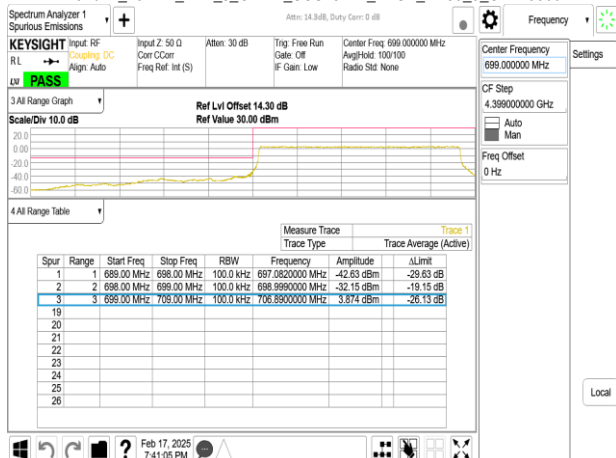 Spectrum Analyzer 1
Spurious Emissions
Attn: 14.3dB, Duty Corr: 0 dB
Frequency
KEYSIGHT
RL
LXI
PASS
Input: RF
Coupling: DC
Align: Auto
Input Z: 50 Ω
Corr CCorr
Freq Ref: Int (S)
Atten: 30 dB
Trig: Free Run
Gate: Off
IF Gain: Low
Center Freq: 699.000000 MHz
Avg|Hold: 100/100
Radio Std: None
Center Frequency
699.000000 MHz
Settings
CF Step
4.399000000 GHz
Auto
Man
Freq Offset
0 Hz
3 All Range Graph
Scale/Div 10.0 dB
Ref Lvl Offset 14.30 dB
Ref Value 30.00 dBm
20.0
0.00
-20.0
-40.0
-60.0
4 All Range Table
Measure Trace Trace 1
Trace Type Trace Average (Active)
Spur Range Start Freq Stop Freq RBW Frequency Amplitude ΔLimit
1 1 689.00 MHz 698.00 MHz 100.0 kHz 697.0820000 MHz -42.63 dBm -29.63 dB
2 2 698.00 MHz 699.00 MHz 100.0 kHz 698.9990000 MHz -32.15 dBm -19.15 dB
3 3 699.00 MHz 709.00 MHz 100.0 kHz 706.8900000 MHz 3.874 dBm -26.13 dB
19
20
21
22
23
24
25
26
Local
Feb 17, 2025
7:41:05 PM